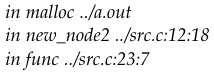 in malloc ../a.out
in new_node2 ../src.c:12:18
in func ../src.c:23:7